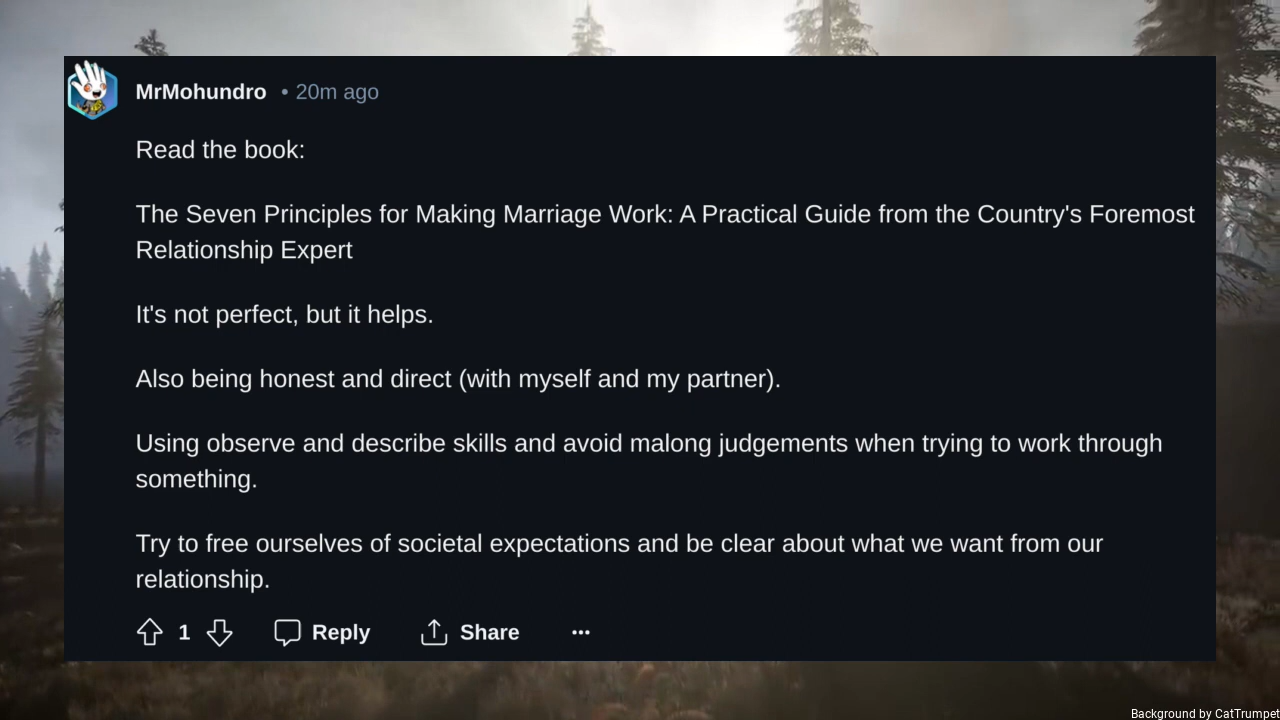 MrMohundro • 20m ago
Read the book:
The Seven Principles for Making Marriage Work: A Practical Guide from the Country's Foremost
Relationship Expert
It's not perfect, but it helps.
Also being honest and direct (with myself and my partner).
Using observe and describe skills and avoid malong judgements when trying to work through
something.
Try to free ourselves of societal expectations and be clear about what we want from our
relationship.
1 Reply Share ...
Background by CatTrumpet